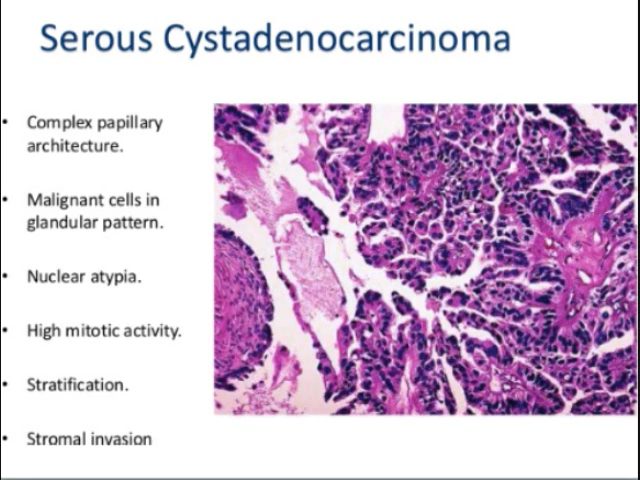 Serous Cystadenocarcinoma
• Complex papillary
architecture.
• Malignant cells in
glandular pattern.
• Nuclear atypia.
• High mitotic activity.
• Stratification.
• Stromal invasion